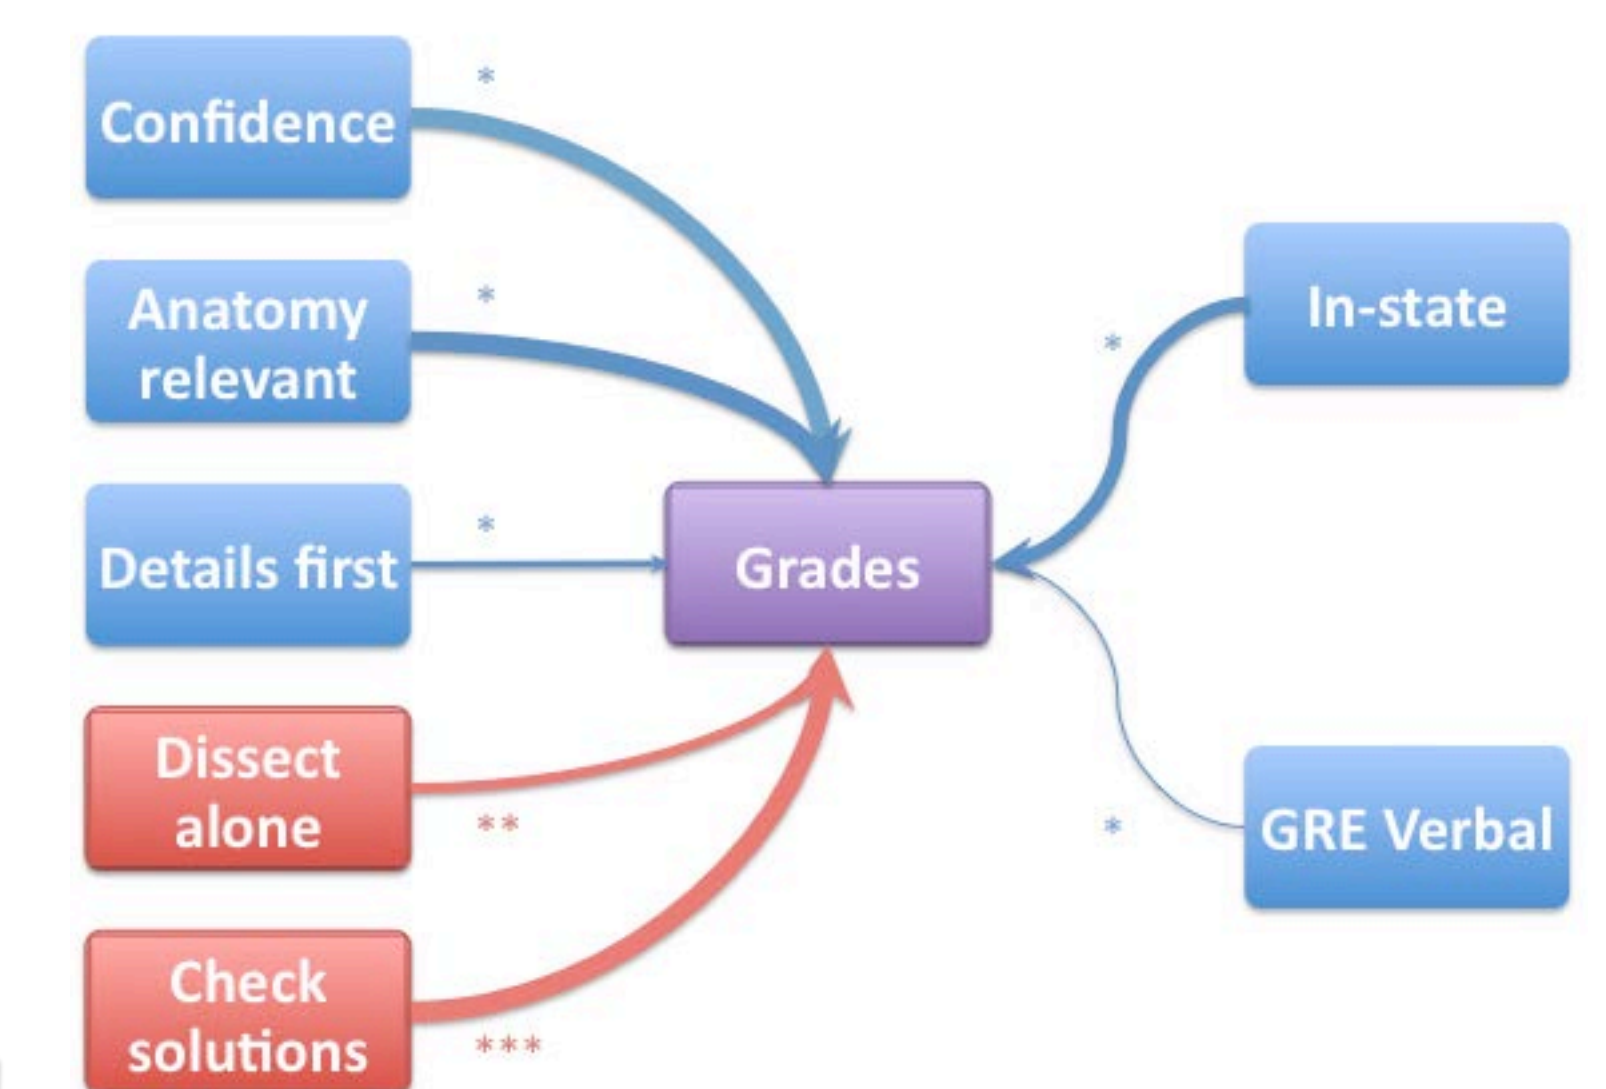 *
Confidence
*
Anatomy
relevant
*
Details first
Dissect
alone
**
Check
solutions
***
Grades
In-state
*
GRE Verbal
*